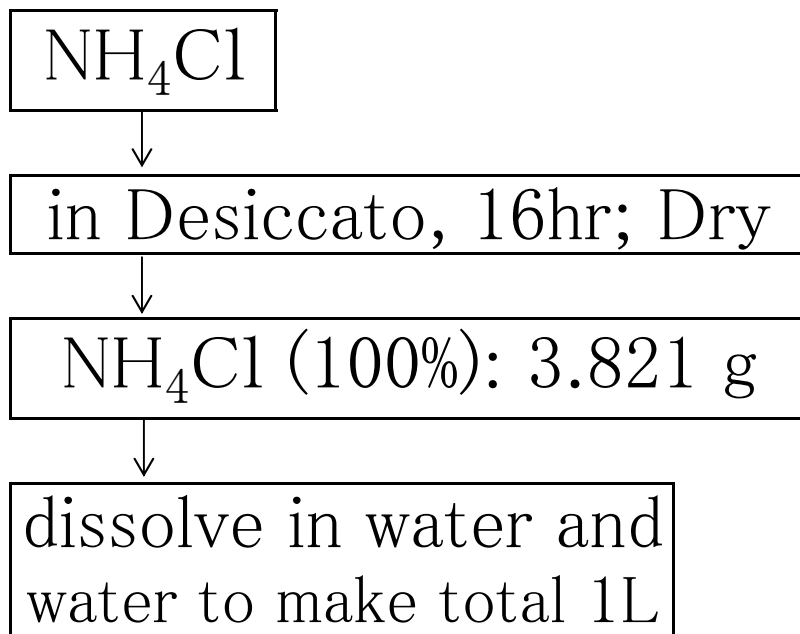 NH₄Cl
in Desiccato, 16hr; Dry
NH₄Cl (100%): 3.821 g
dissolve in water and
water to make total 1L